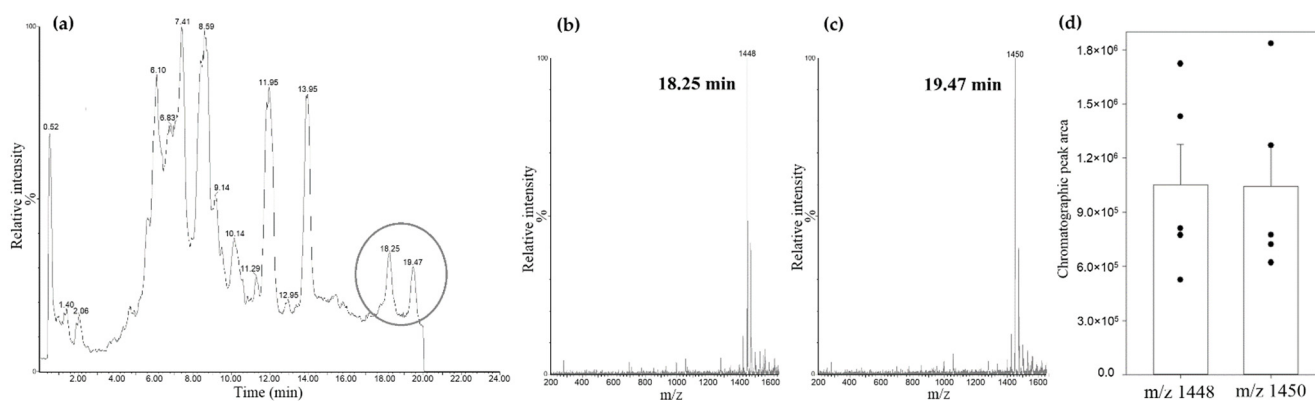 (a)
Relative intensity
%
100
0
0.52
1.40
2.06
6.10
6.83
7.41
8.59
9.14
10.14
11.29
11.95
12.95
13.95
18.25
19.47
2.00 4.00 6.00 8.00 10.00 12.00 14.00 16.00 18.00 20.00 22.00 24.00
Time (min)
(b)
Relative intensity
%
100
0
1448
18.25 min
200 400 600 800 1000 1200 1400 1600
m/z
(c)
Relative intensity
%
100
0
1450
19.47 min
200 400 600 800 1000 1200 1400 1600
m/z
(d)
Chromatographic peak area
1.8×10⁶
1.5×10⁶
1.2×10⁶
9.0×10⁵
6.0×10⁵
3.0×10⁵
0.0
m/z 1448 m/z 1450